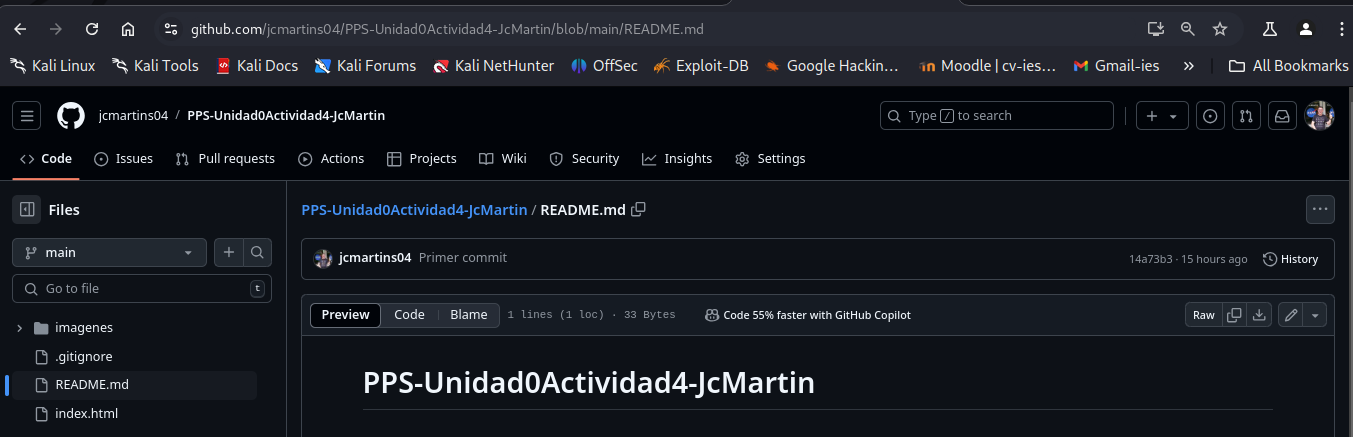 github.com/jcmartins04/PPS-Unidad0Actividad4-JcMartin/blob/main/README.md
Kali Linux Kali Tools Kali Docs Kali Forums Kali NetHunter OffSec Exploit-DB Google Hackin... Moodle | cv-ies... Gmail-ies » All Bookmarks
jcmartins04 / PPS-Unidad0Actividad4-JcMartin Type / to search
Code Issues Pull requests Actions Projects Wiki Security Insights Settings
Files
PPS-Unidad0Actividad4-JcMartin / README.md
main
jcmartins04 Primer commit 14a73b3 · 15 hours ago History
Go to file t
Preview Code Blame 1 lines (1 loc) · 33 Bytes Code 55% faster with GitHub Copilot Raw
imagenes
.gitignore
README.md
index.html
PPS-Unidad0Actividad4-JcMartin